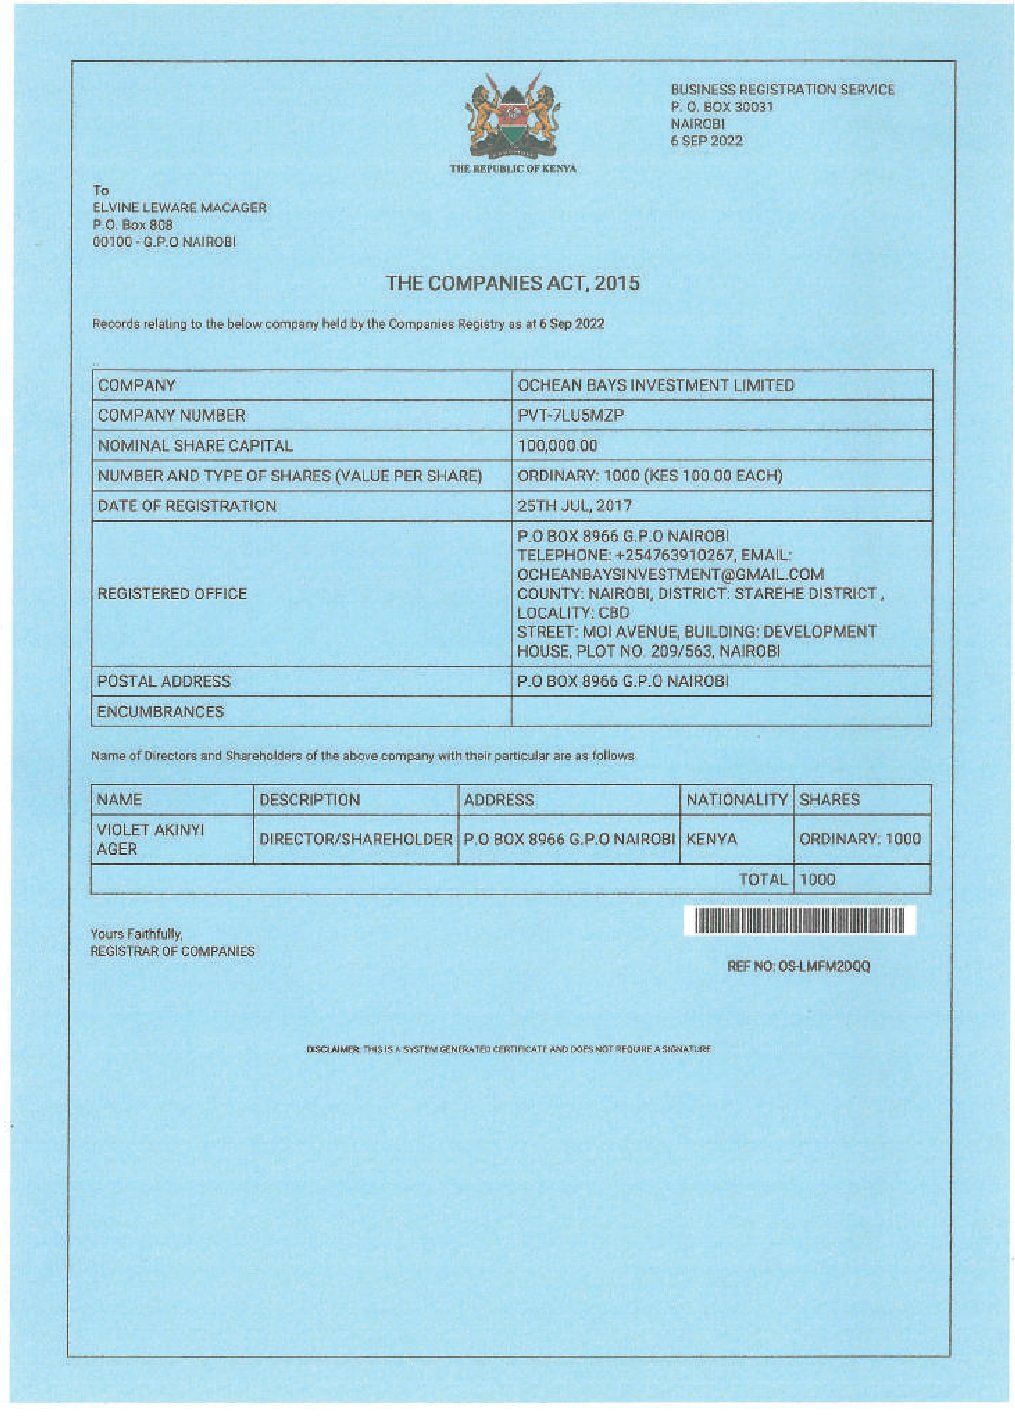 BUSINESS REGISTRATION SERVICE
P. O. BOX 30031
NAIROBI
6 SEP 2022
THE REPUBLIC OF KENYA
To
ELVINE LEWARE MACAGER
P.O. Box 808
00100 - G.P.O NAIROBI
THE COMPANIES ACT, 2015
Records relating to the below company held by the Companies Registry as at 6 Sep 2022
COMPANY OCHEAN BAYS INVESTMENT LIMITED
COMPANY NUMBER PVT-7LU5MZP
NOMINAL SHARE CAPITAL 100,000.00
NUMBER AND TYPE OF SHARES (VALUE PER SHARE) ORDINARY: 1000 (KES 100.00 EACH)
DATE OF REGISTRATION 25TH JUL, 2017
REGISTERED OFFICE
P.O BOX 8966 G.P.O NAIROBI
TELEPHONE: +254763910267, EMAIL:
OCHEANBAYSINVESTMENT@GMAIL.COM
COUNTY: NAIROBI, DISTRICT: STAREHE DISTRICT ,
LOCALITY: CBD
STREET: MOI AVENUE, BUILDING: DEVELOPMENT
HOUSE, PLOT NO. 209/563, NAIROBI
POSTAL ADDRESS P.O BOX 8966 G.P.O NAIROBI
ENCUMBRANCES
Name of Directors and Shareholders of the above company with their particular are as follows
NAME DESCRIPTION ADDRESS NATIONALITY SHARES
VIOLET AKINYI
AGER DIRECTOR/SHAREHOLDER P.O BOX 8966 G.P.O NAIROBI KENYA ORDINARY: 1000
TOTAL 1000
Yours Faithfully,
REGISTRAR OF COMPANIES
REF NO: OS-LMFM2DQQ
DISCLAIMER: THIS IS A SYSTEM GENERATED CERTIFICATE AND DOES NOT REQUIRE A SIGNATURE